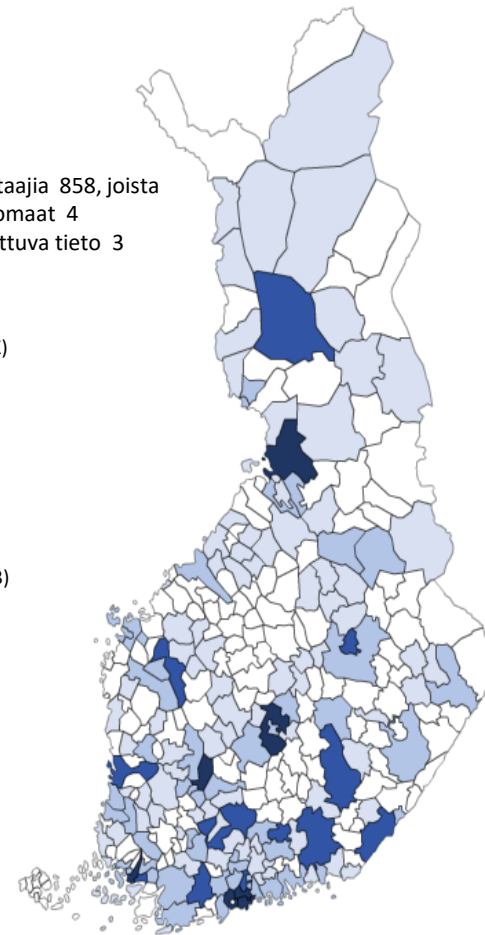 taajia 858, joista
omaat 4
ttuva tieto 3
)
)